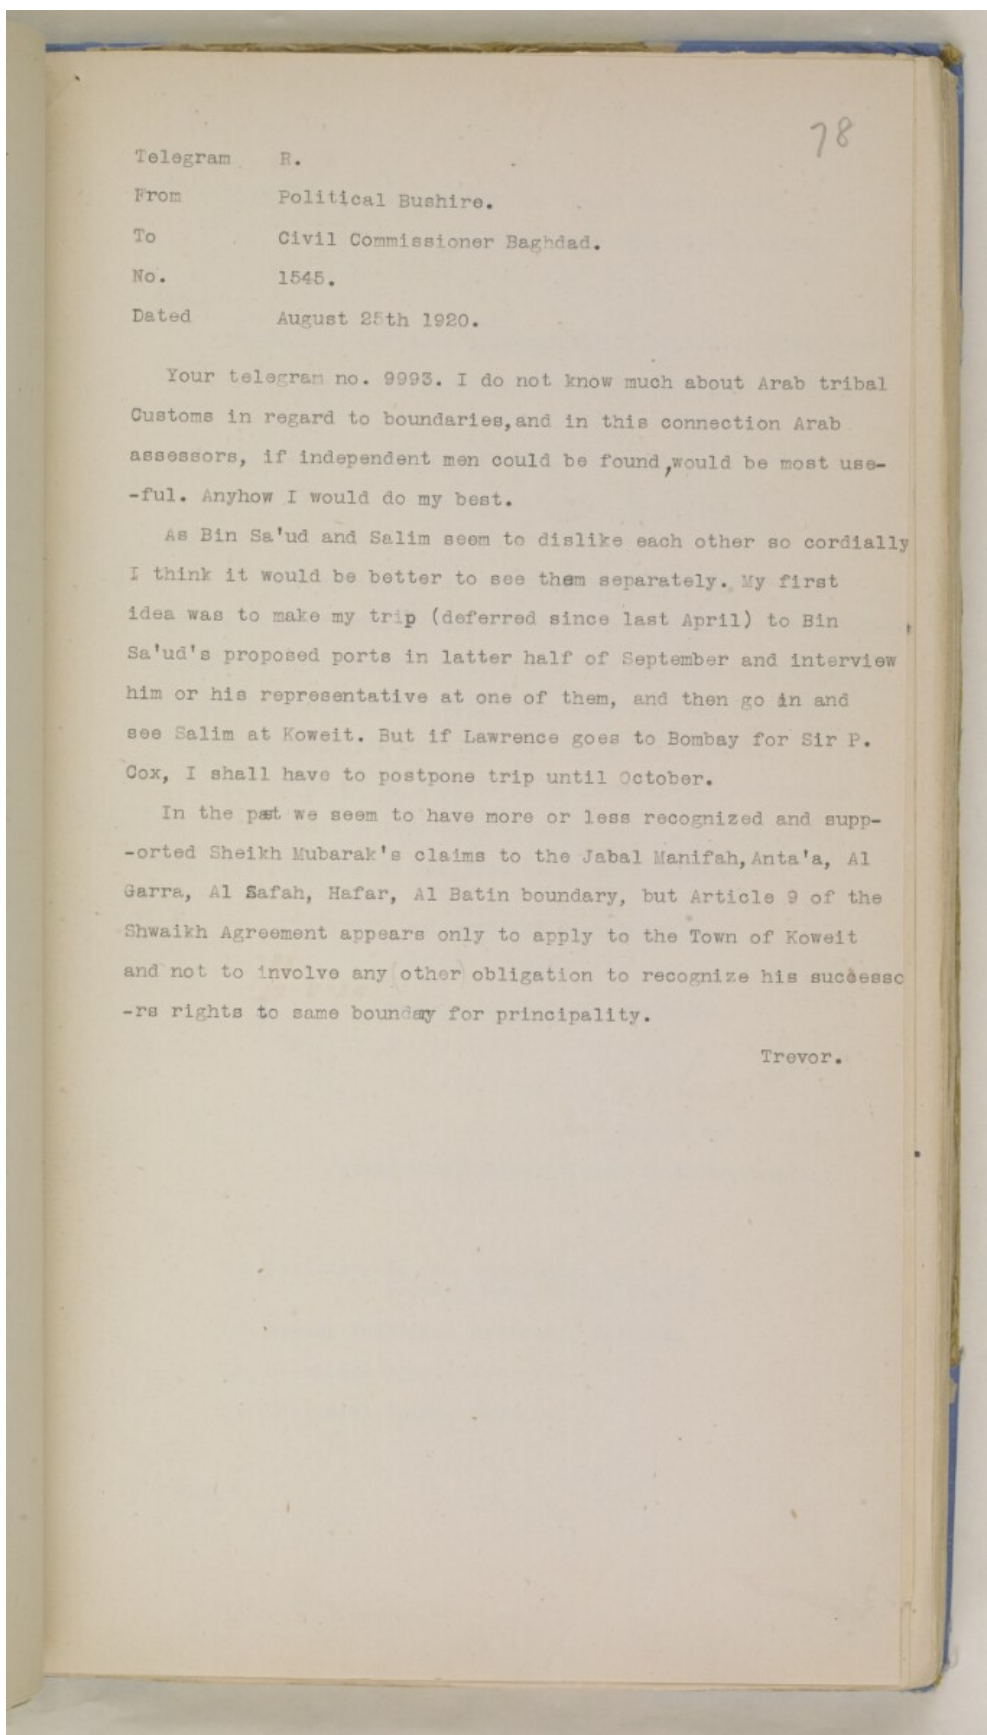 78
Telegram R.
From Political Bushire.
To Civil Commissioner Baghdad.
No. 1545.
Dated August 25th 1920.
Your telegram no. 9993. I do not know much about Arab tribal
Customs in regard to boundaries,and in this connection Arab
assessors, if independent men could be found,would be most use-
-ful. Anyhow I would do my best.
As Bin Sa'ud and Salim seem to dislike each other so cordially
I think it would be better to see them separately. My first
idea was to make my trip (deferred since last April) to Bin
Sa'ud's proposed ports in latter half of September and interview
him or his representative at one of them, and then go in and
see Salim at Koweit. But if Lawrence goes to Bombay for Sir P.
Cox, I shall have to postpone trip until October.
In the past we seem to have more or less recognized and supp-
-orted Sheikh Mubarak's claims to the Jabal Manifah,Anta'a, Al
Garra, Al Safah, Hafar, Al Batin boundary, but Article 9 of the
Shwaikh Agreement appears only to apply to the Town of Koweit
and not to involve any (other) obligation to recognize his successo
-rs rights to same bounday for principality.
Trevor.